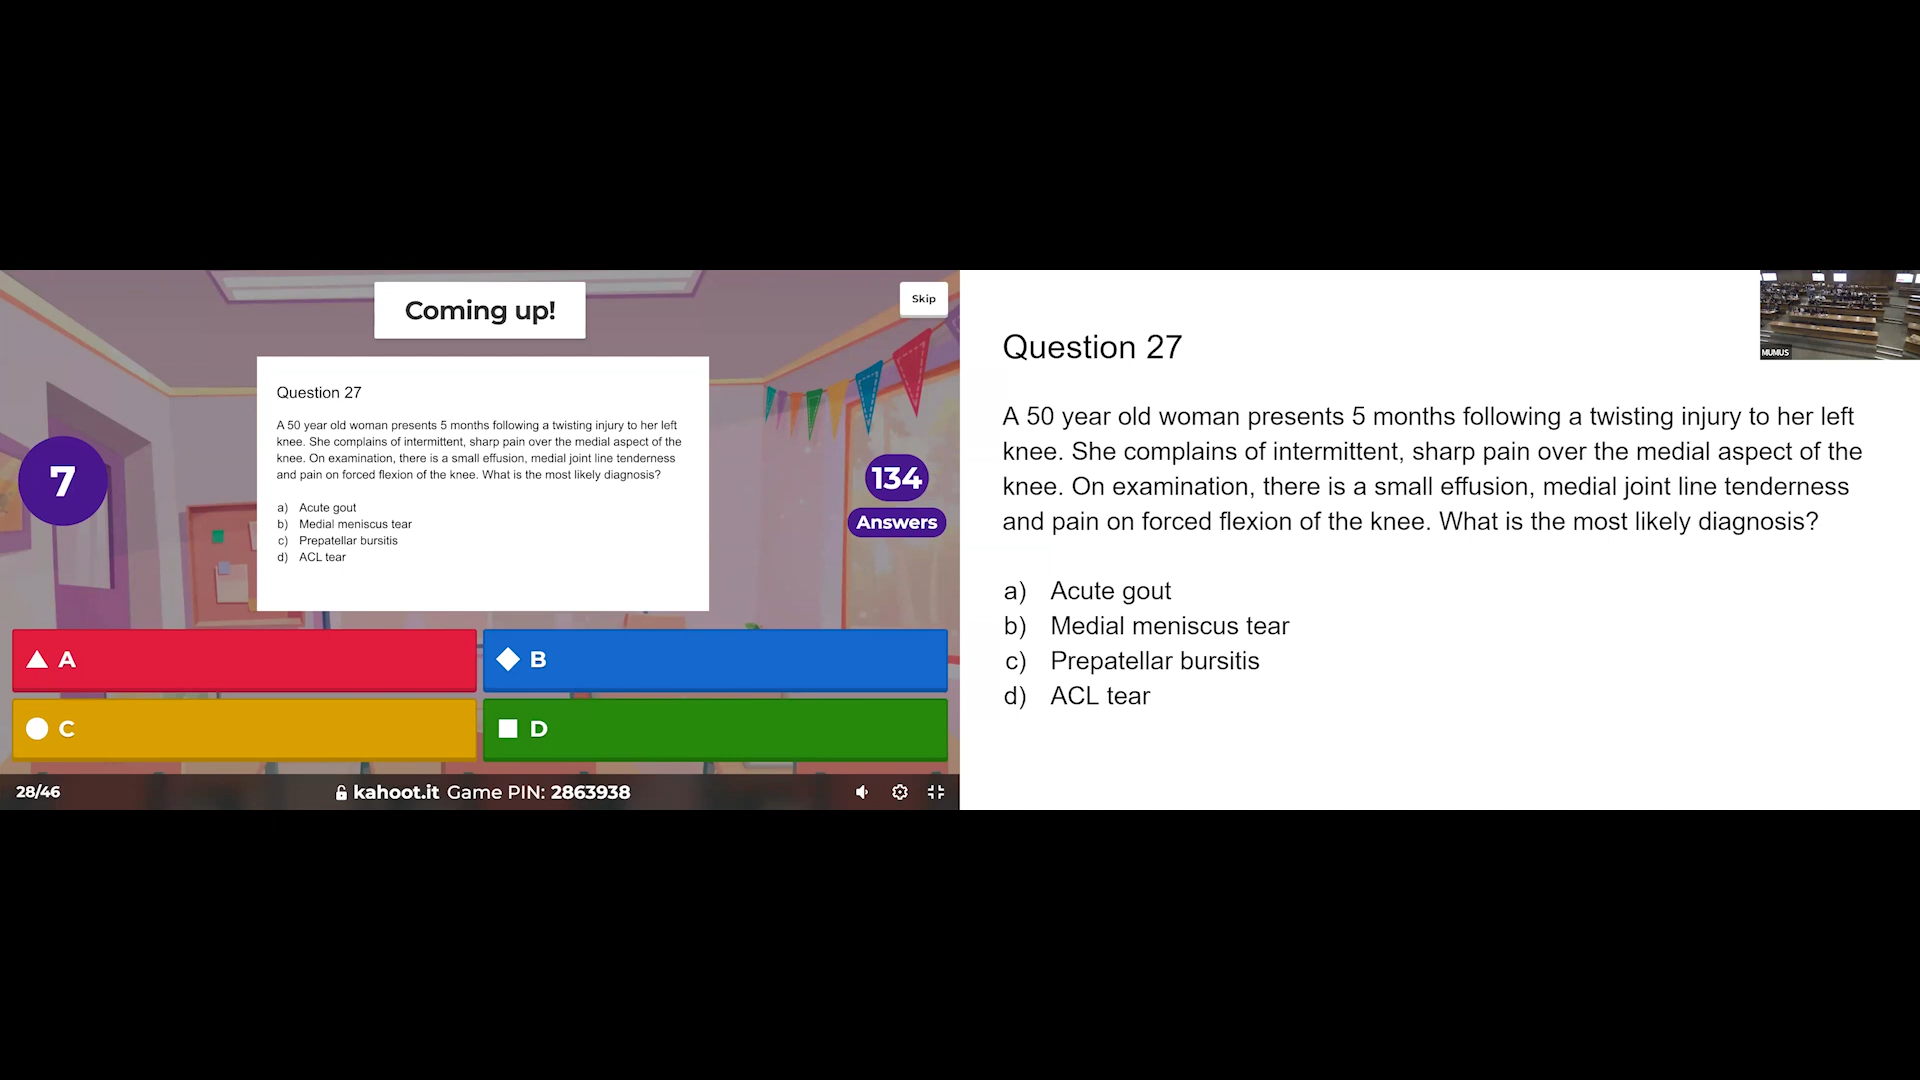 Coming up!
Skip
Question 27
A 50 year old woman presents 5 months following a twisting injury to her left
knee. She complains of intermittent, sharp pain over the medial aspect of the
knee. On examination, there is a small effusion, medial joint line tenderness
and pain on forced flexion of the knee. What is the most likely diagnosis?
a) Acute gout
b) Medial meniscus tear
c) Prepatellar bursitis
d) ACL tear
7
134
Answers
A
B
C
D
28/46
kahoot.it Game PIN: 2863938
Question 27
A 50 year old woman presents 5 months following a twisting injury to her left
knee. She complains of intermittent, sharp pain over the medial aspect of the
knee. On examination, there is a small effusion, medial joint line tenderness
and pain on forced flexion of the knee. What is the most likely diagnosis?
a) Acute gout
b) Medial meniscus tear
c) Prepatellar bursitis
d) ACL tear
MUMUS